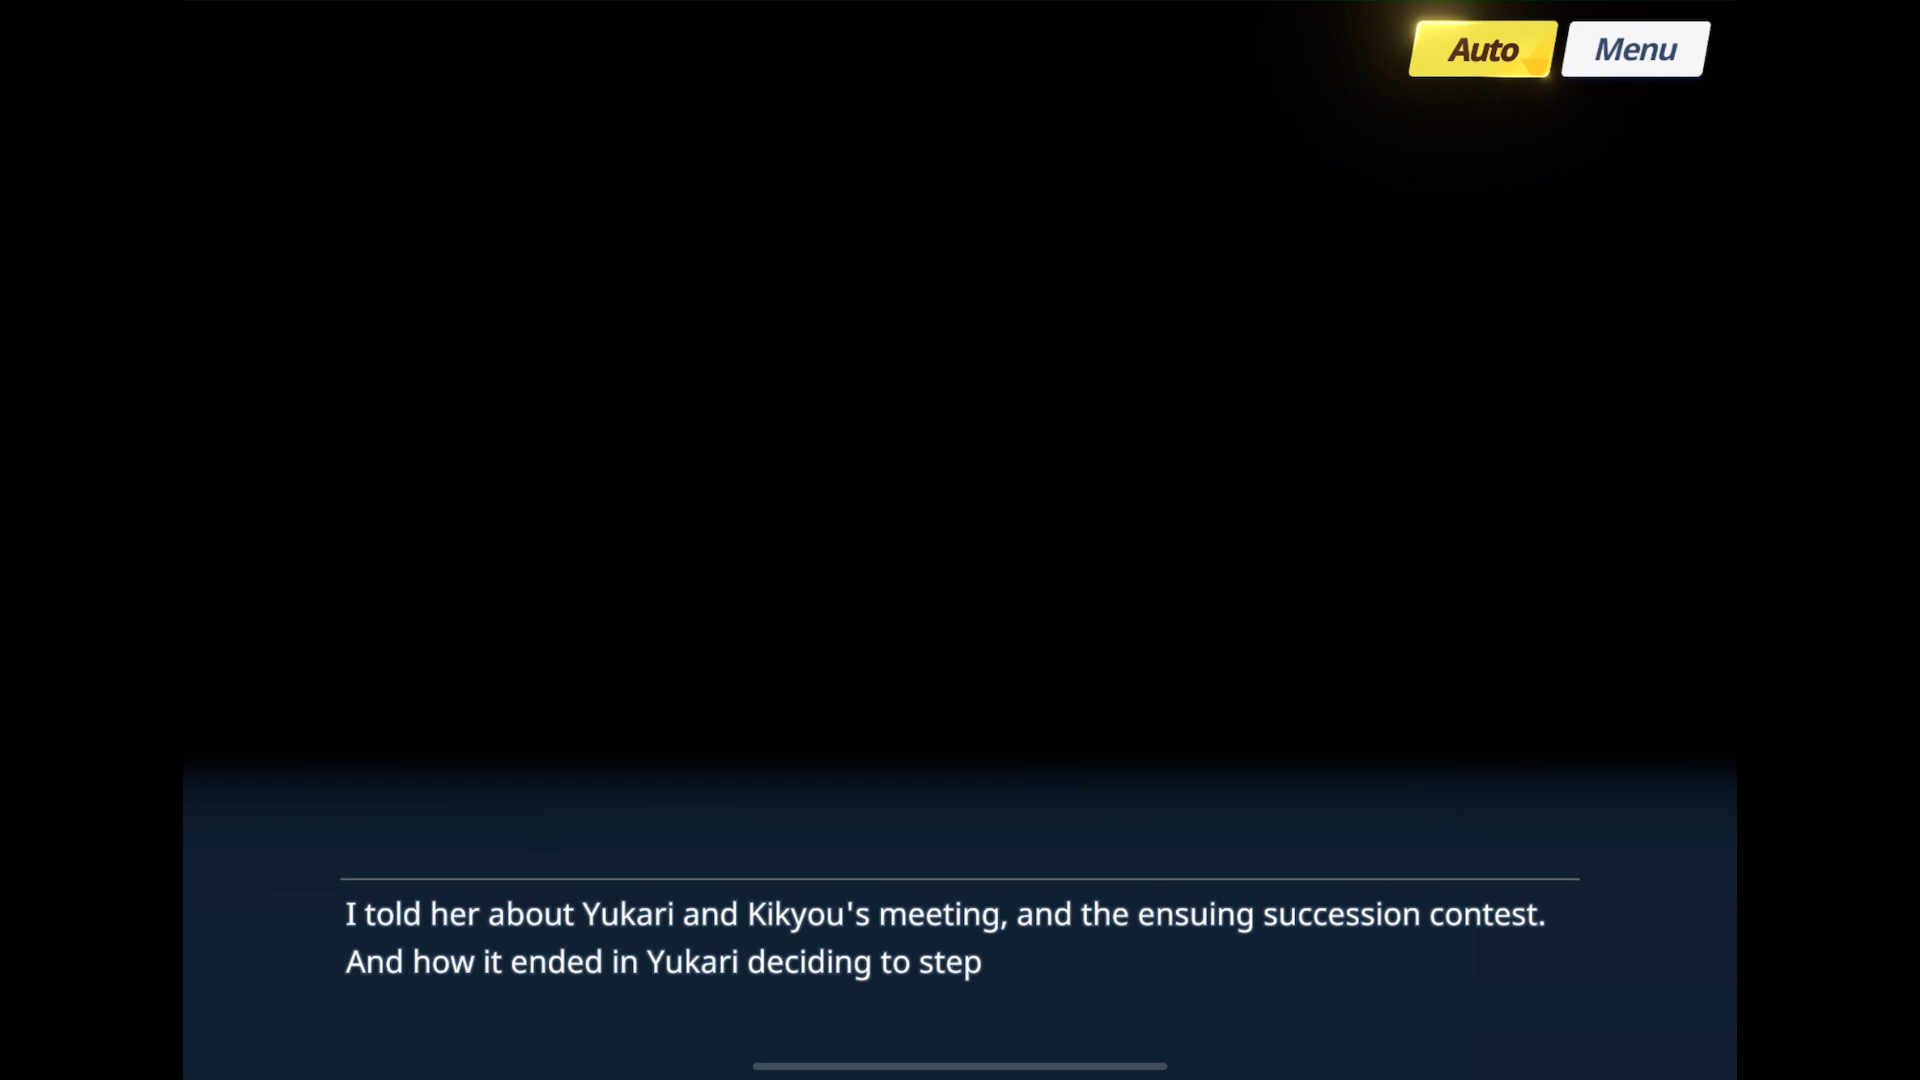 Auto
Menu
I told her about Yukari and Kikyou's meeting, and the ensuing succession contest.
And how it ended in Yukari deciding to step